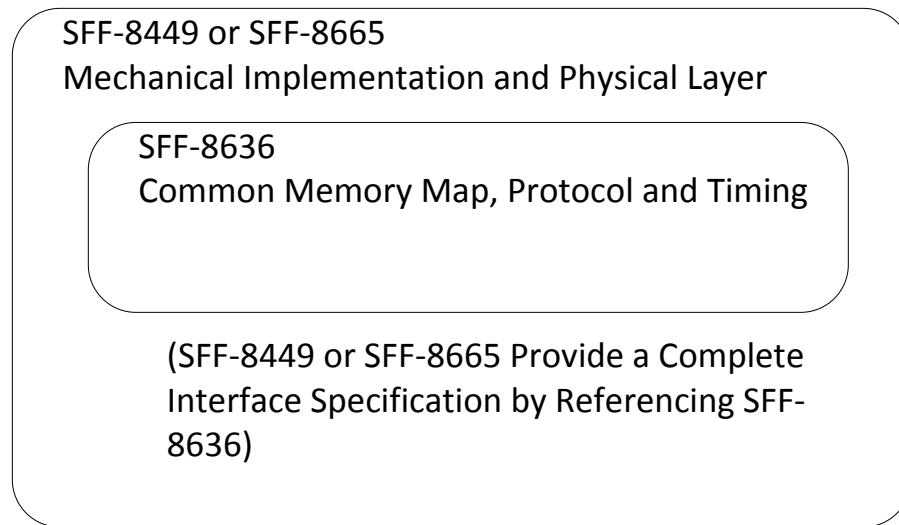 SFF-8449 or SFF-8665
Mechanical Implementation and Physical Layer
SFF-8636
Common Memory Map, Protocol and Timing
(SFF-8449 or SFF-8665 Provide a Complete
Interface Specification by Referencing SFF-
8636)